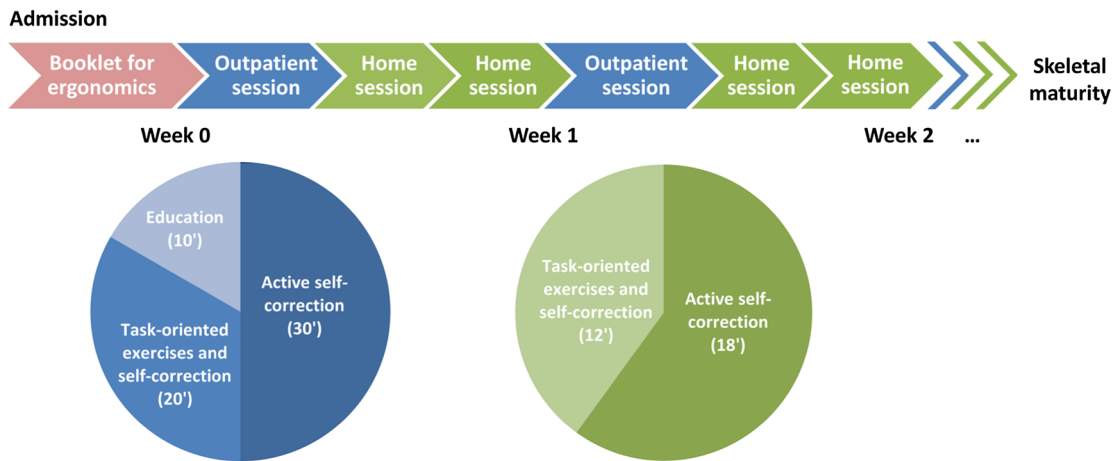 Admission
Booklet for
ergonomics
Outpatient
session
Home
session
Home
session
Outpatient
session
Home
session
Home
session
Skeletal
maturity
Week 0
Week 1
Week 2
...
Education
(10')
Active self-
correction
(30')
Task-oriented
exercises and
self-correction
(20')
Task-oriented
exercises and
self-correction
(12')
Active self-
correction
(18')